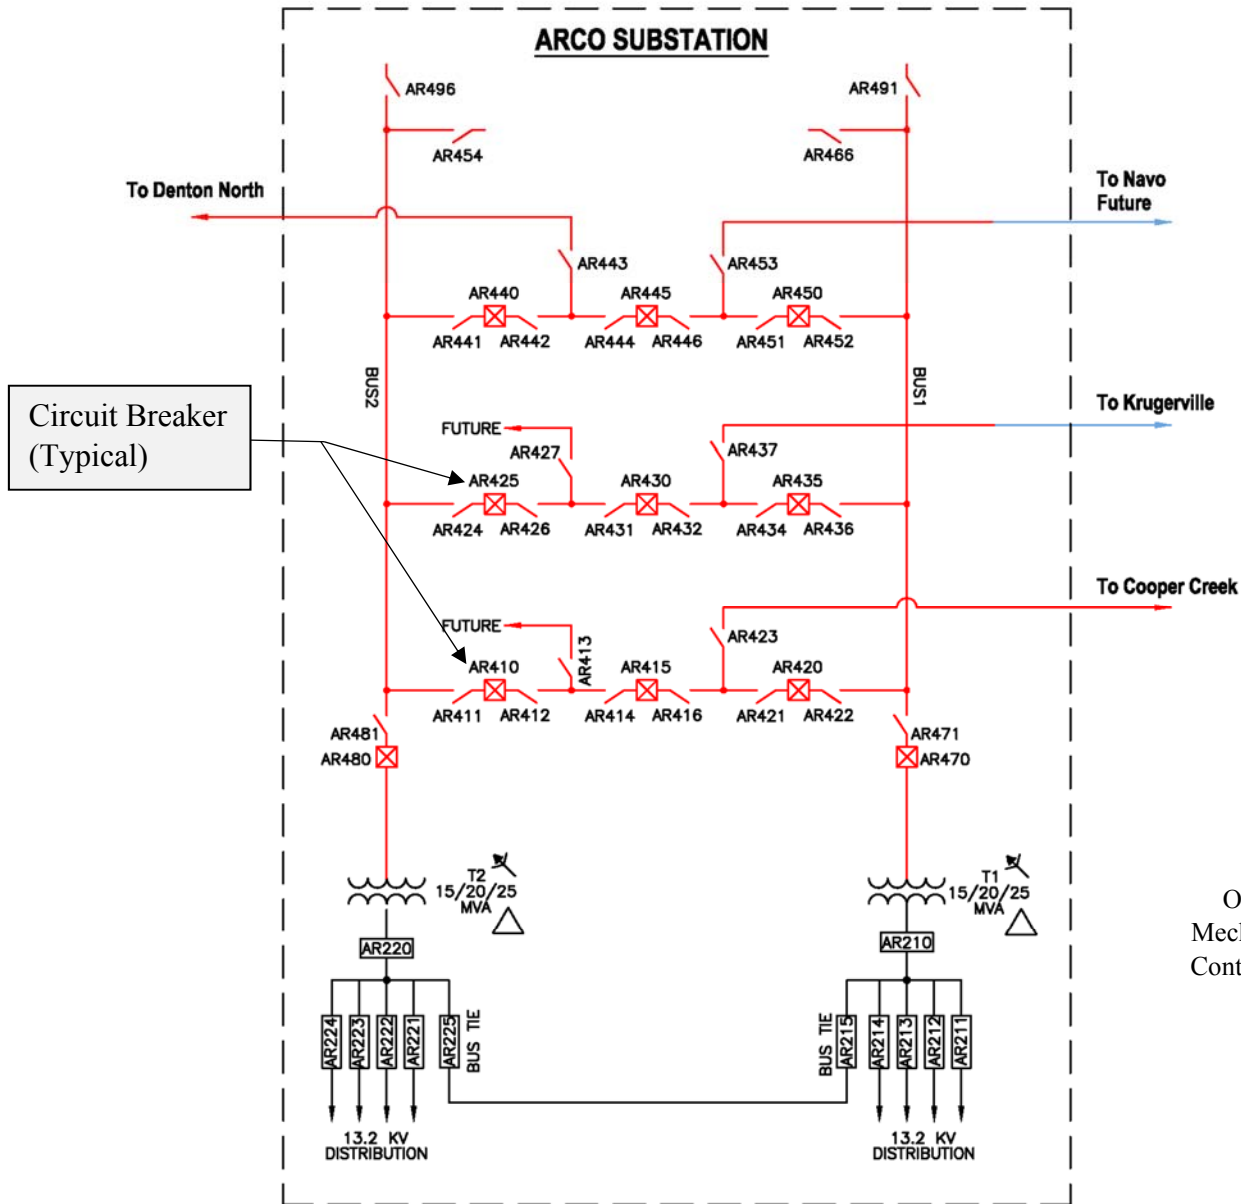 ARCO SUBSTATION
AR496
AR491
AR454
AR466
To Denton North
To Navo
Future
AR443
AR453
AR440
AR445
AR450
AR441
AR442
AR444
AR446
AR451
AR452
BUS2
BUS1
Circuit Breaker
(Typical)
To Krugerville
FUTURE
AR427
AR437
AR425
AR430
AR435
AR424
AR426
AR431
AR432
AR434
AR436
To Cooper Creek
FUTURE
AR413
AR423
AR410
AR415
AR420
AR411
AR412
AR414
AR416
AR421
AR422
AR481
AR471
AR480
AR470
T2
15/20/25
MVA
T1
15/20/25
MVA
O
Mecl
Cont
AR220
AR210
AR224
AR223
AR222
AR221
AR225
BUS TIE
BUS TIE
AR215
AR214
AR213
AR212
AR211
13.2 KV
DISTRIBUTION
13.2 KV
DISTRIBUTION